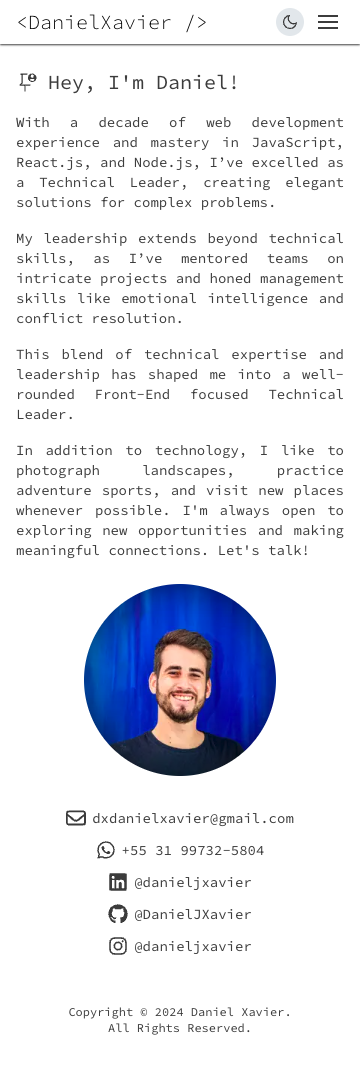 <DanielXavier />
Hey, I'm Daniel!
With a decade of web development
experience and mastery in JavaScript,
React.js, and Node.js, I’ve excelled as
a Technical Leader, creating elegant
solutions for complex problems.
My leadership extends beyond technical
skills, as I’ve mentored teams on
intricate projects and honed management
skills like emotional intelligence and
conflict resolution.
This blend of technical expertise and
leadership has shaped me into a well-
rounded Front-End focused Technical
Leader.
In addition to technology, I like to
photograph landscapes, practice
adventure sports, and visit new places
whenever possible. I'm always open to
exploring new opportunities and making
meaningful connections. Let's talk!
dxdanielxavier@gmail.com
+55 31 99732-5804
@danieljxavier
@DanielJXavier
@danieljxavier
Copyright © 2024 Daniel Xavier.
All Rights Reserved.